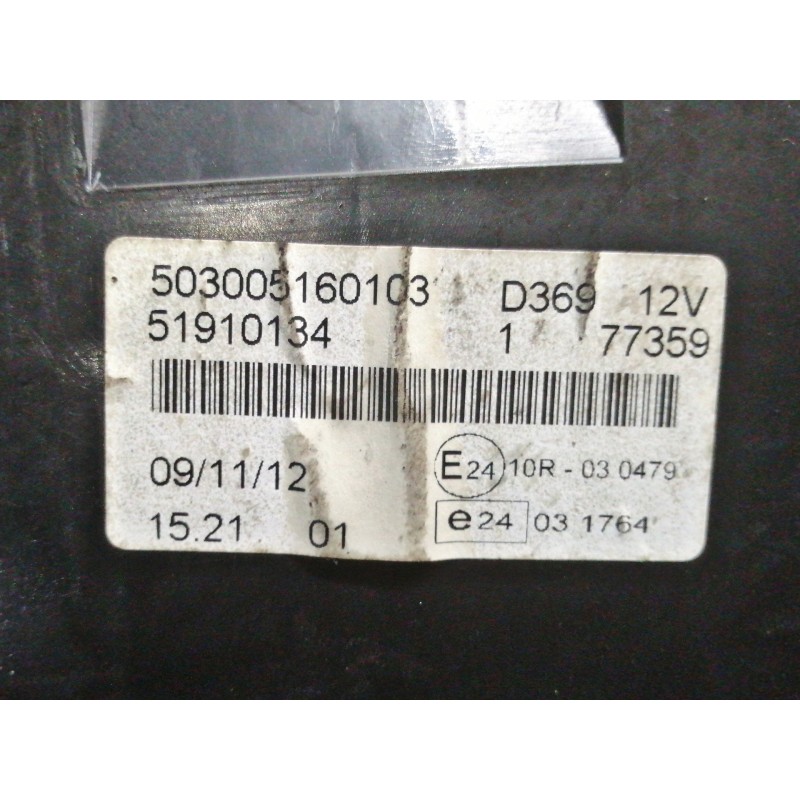 503005160103 D369 12V
51910134 1 77359
09/11/12 E24 10R - 03 0479
15.21 01 e24 03 1764